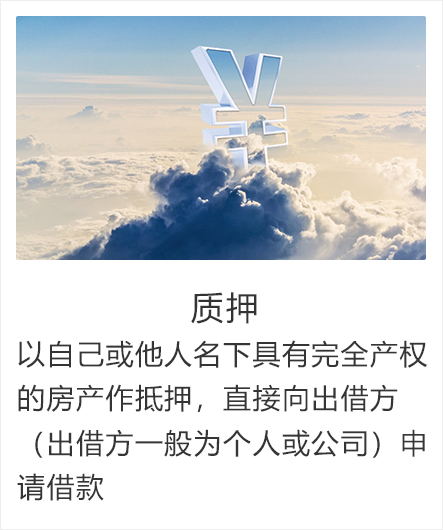 质押
以自己或他人名下具有完全产权
的房产作抵押，直接向出借方
（出借方一般为个人或公司）申
请借款